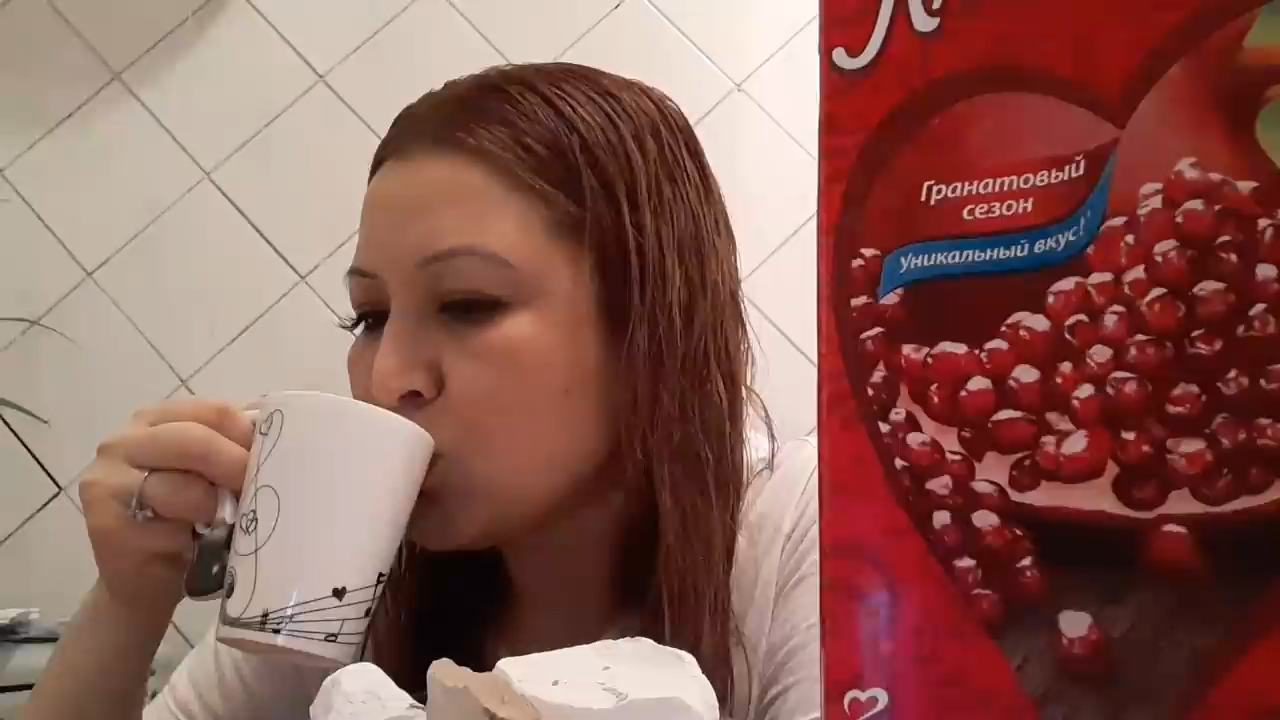 Гранатовый
сезон
уникальный вкус!